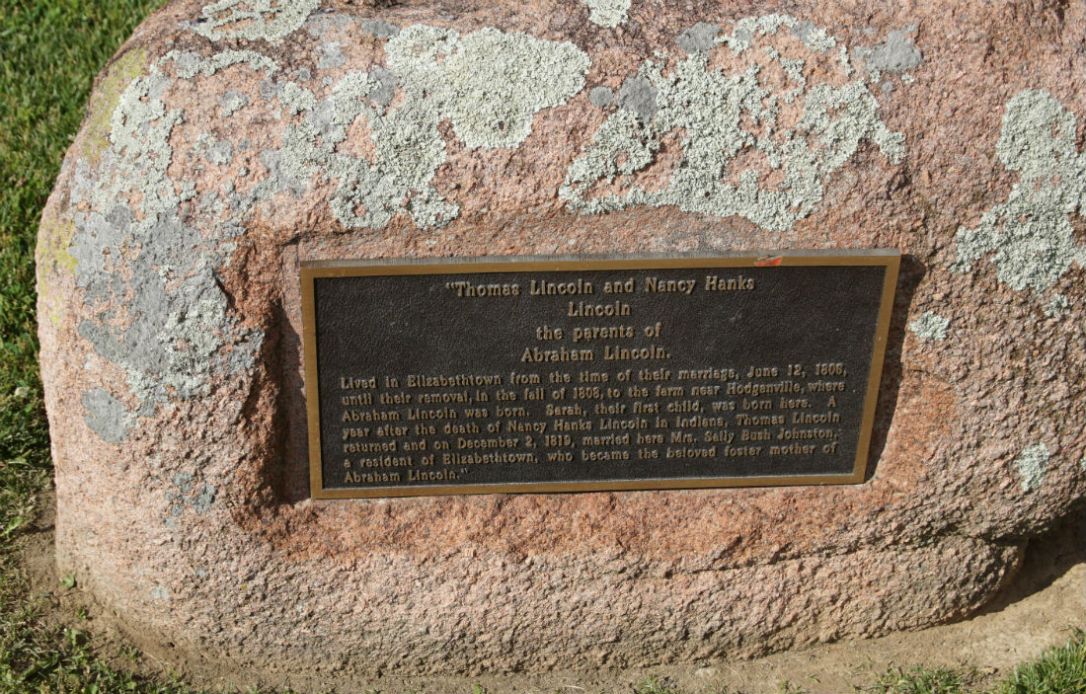 "Thomas Lincoln and Nancy Hanks
Lincoln
the parents of
Abraham Lincoln.
Lived in Elizabethtown from the time of their marriage, June 12, 1806,
until their removal, in the fall of 1808, to the farm near Hodgenville, where
Abraham Lincoln was born. Sarah, their first child, was born here. A
year after the death of Nancy Hanks Lincoln in Indiana, Thomas Lincoln
returned and on December 2, 1819, married here Mrs. Sally Bush Johnston,
a resident of Elizabethtown, who became the beloved foster mother of
Abraham Lincoln."